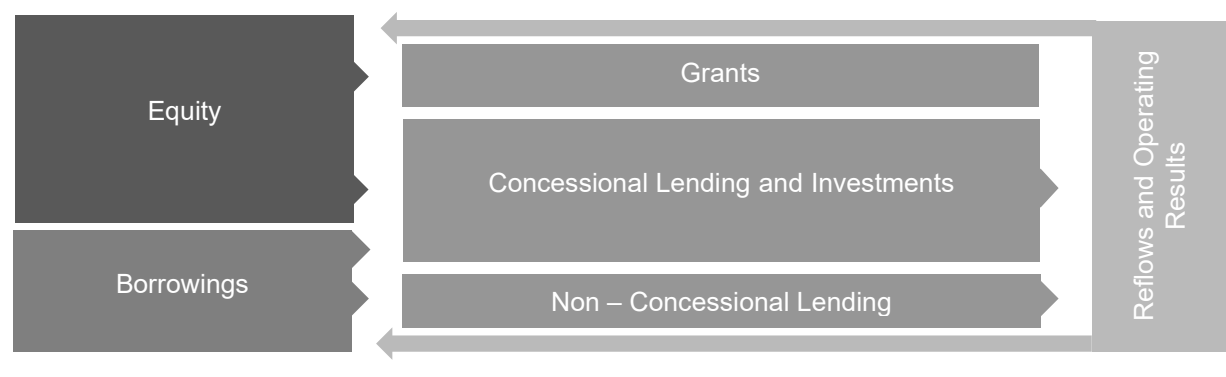 Equity
Borrowings
Grants
Concessional Lending and Investments
Non – Concessional Lending
Reflows and Operating
Results